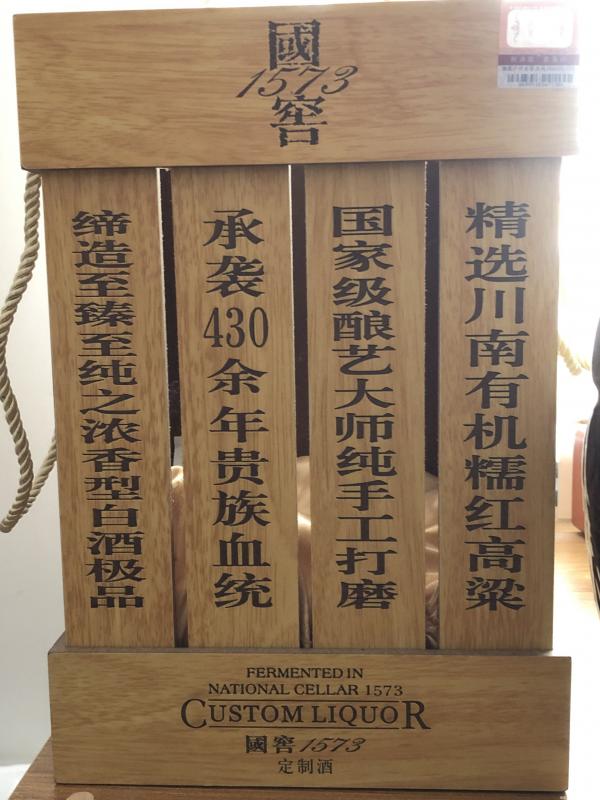 國
1573
窖
精选川南有机糯红高粱
国家级酿艺大师纯手工打磨
承袭430余年贵族血统
缔造至臻至纯之浓香型白酒极品
FERMENTED IN
NATIONAL CELLAR 1573
CUSTOM LIQUOR
國窖1573
定制酒